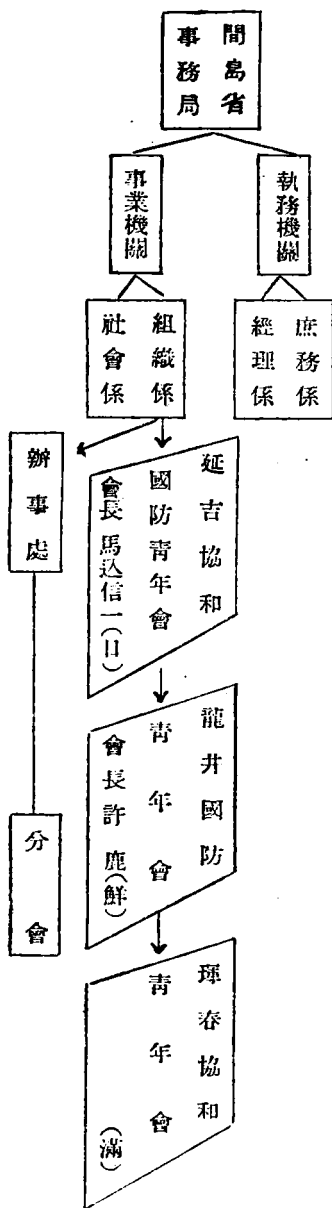 間島省
事務局
執務機關
事業機關
庶務係
經理係
組織係
社會係
辦事處
分會
延吉協和
國防青年會
會長馬込信一(日)
龍井國防
青年會
會長許鹿(鮮)
琿春協和
青年會
(滿)